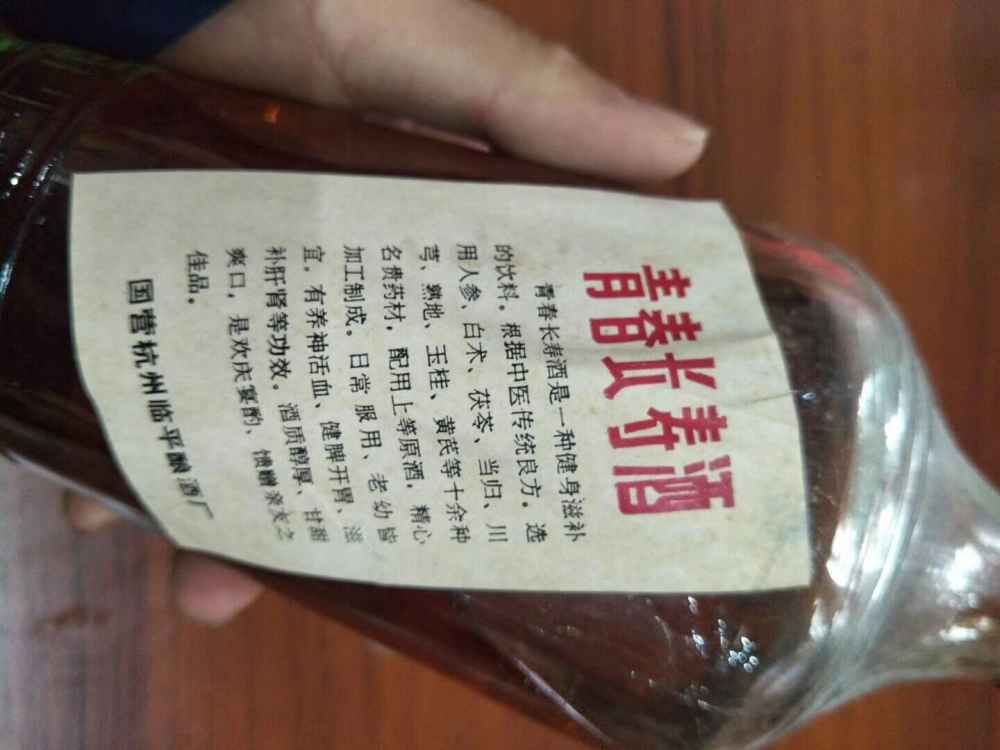 青春长寿酒
青春长寿酒是一种健身滋补
的饮料。根据中医传统良方。选
用人参、白术、茯苓、当归、川
芎、熟地、玉桂、黄芪等十余种
名贵药材，配用上等原酒，精心
加工制成。日常服用、老幼皆
宜，有养神活血、健脾开胃、滋
补肝肾等功效。酒质醇厚、甘甜
爽口，是欢庆宴酌、馈赠亲友之
佳品。
国营杭州临平酿酒厂